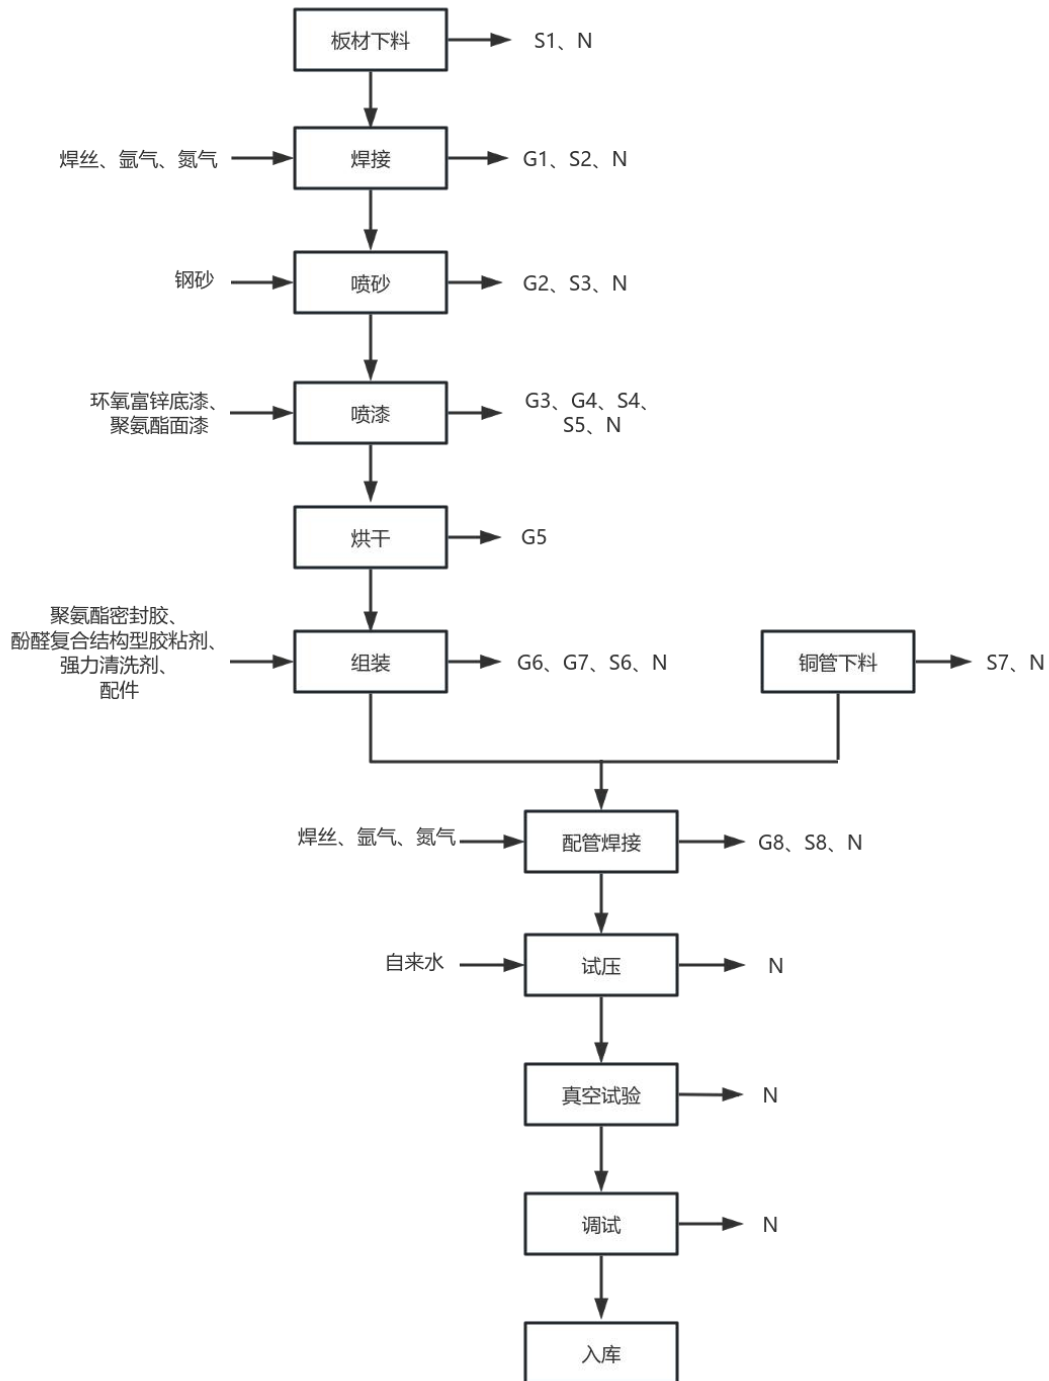 板材下料
S1、N
焊丝、氩气、氮气
焊接
G1、S2、N
钢砂
喷砂
G2、S3、N
环氧富锌底漆、
聚氨酯面漆
喷漆
G3、G4、S4、
S5、N
烘干
G5
聚氨酯密封胶、
酚醛复合结构型胶粘剂、
强力清洗剂、
配件
组装
G6、G7、S6、N
铜管下料
S7、N
焊丝、氩气、氮气
配管焊接
G8、S8、N
自来水
试压
N
真空试验
N
调试
N
入库